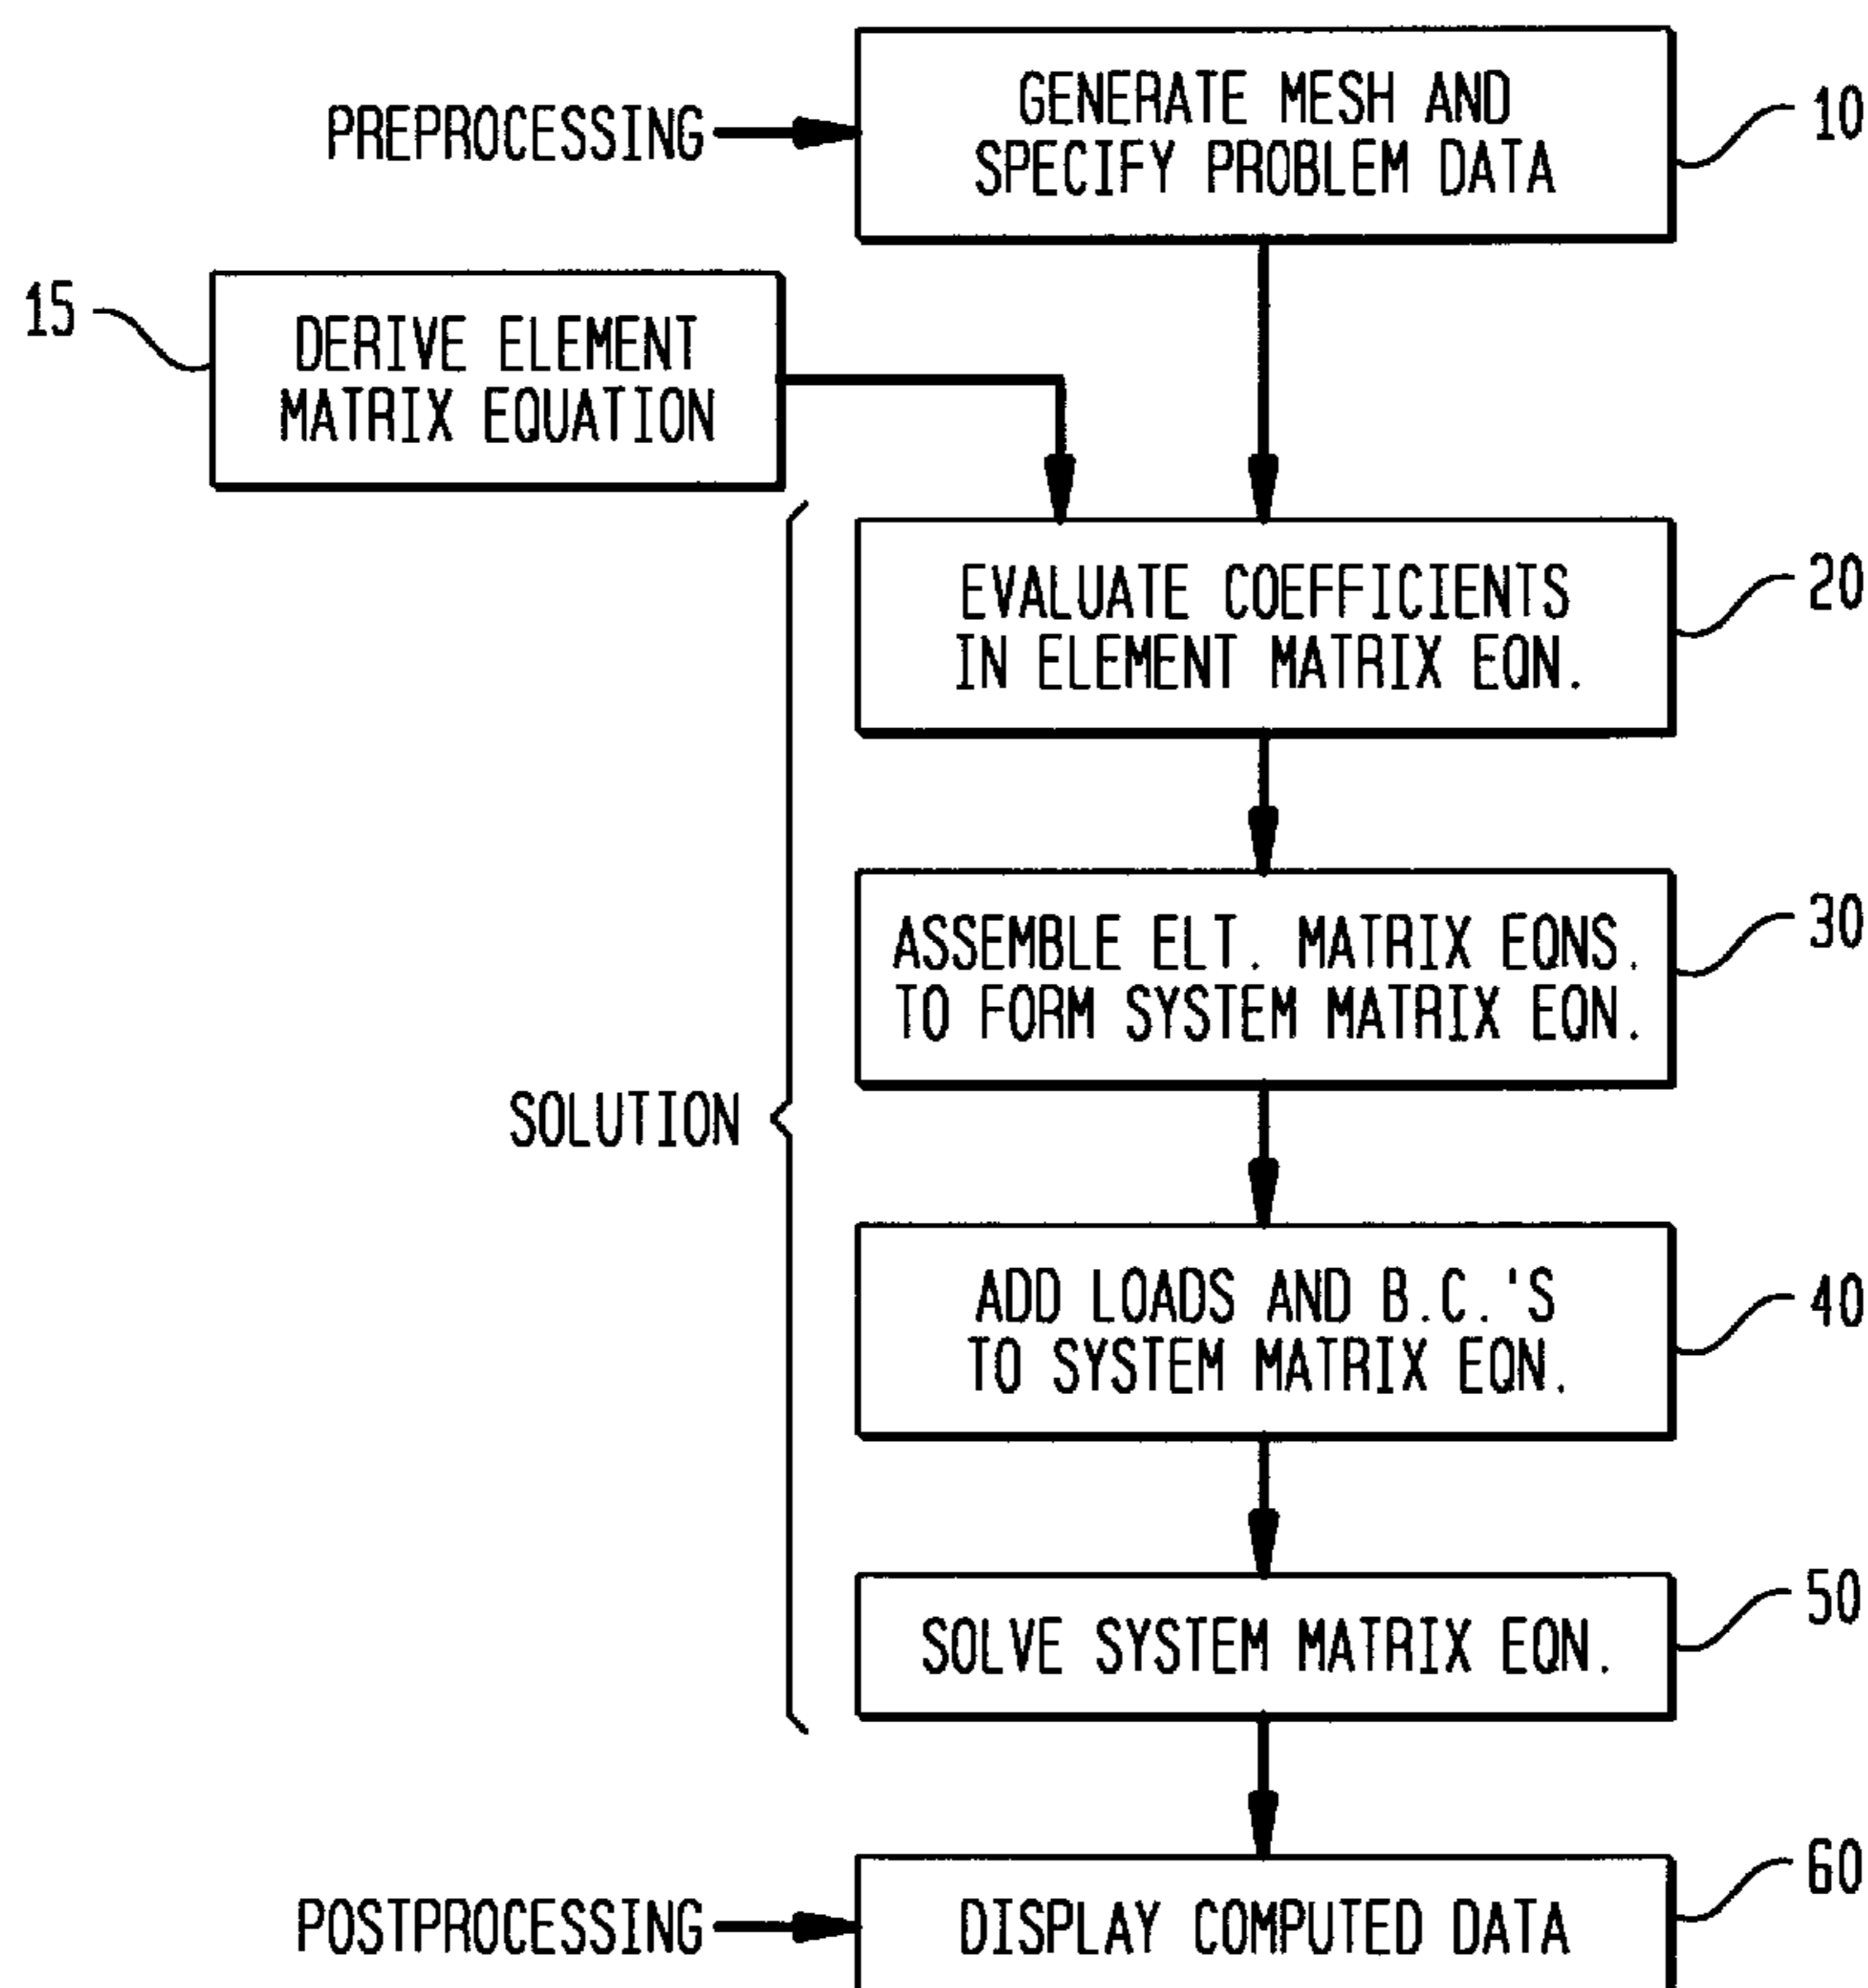 PREPROCESSING
GENERATE MESH AND
SPECIFY PROBLEM DATA
10
15
DERIVE ELEMENT
MATRIX EQUATION
EVALUATE COEFFICIENTS
IN ELEMENT MATRIX EQN.
20
ASSEMBLE ELT. MATRIX EQNS.
TO FORM SYSTEM MATRIX EQN.
30
SOLUTION
ADD LOADS AND B.C.'S
TO SYSTEM MATRIX EQN.
40
SOLVE SYSTEM MATRIX EQN.
50
POSTPROCESSING
DISPLAY COMPUTED DATA
60